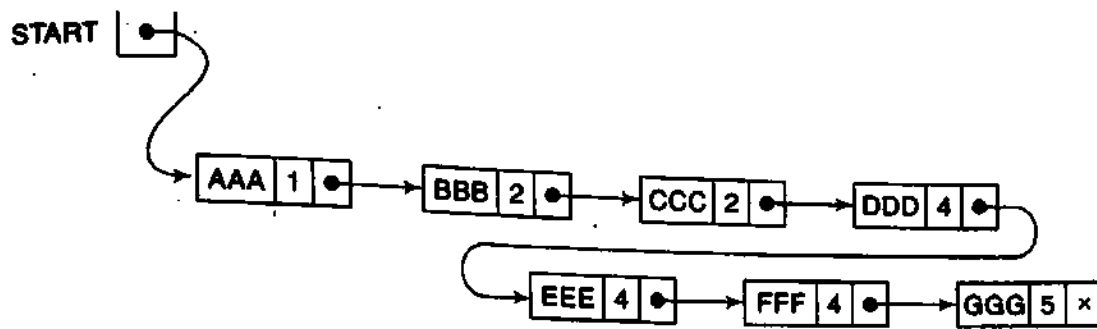 START
AAA 1 BBB 2 CCC 2 DDD 4
EEE 4 FFF 4 GGG 5 ×